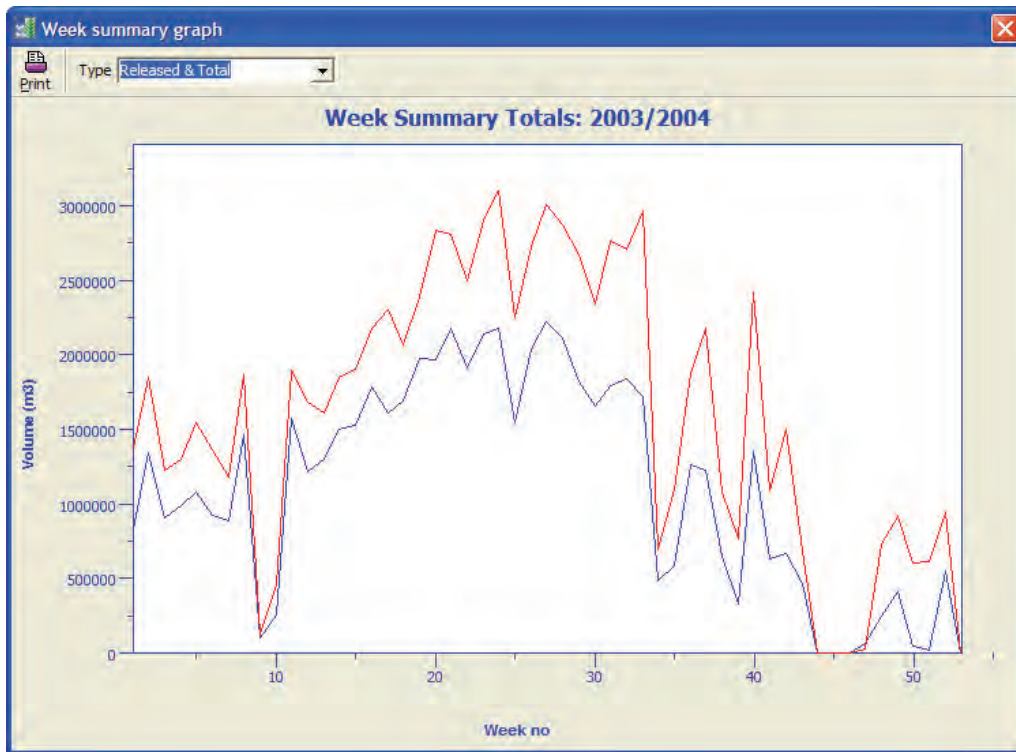 Week summary graph
Print
Type Released & Total
Week Summary Totals: 2003/2004
Volume (m3)
3000000
2500000
2000000
1500000
1000000
500000
0
10 20 30 40 50
Week no